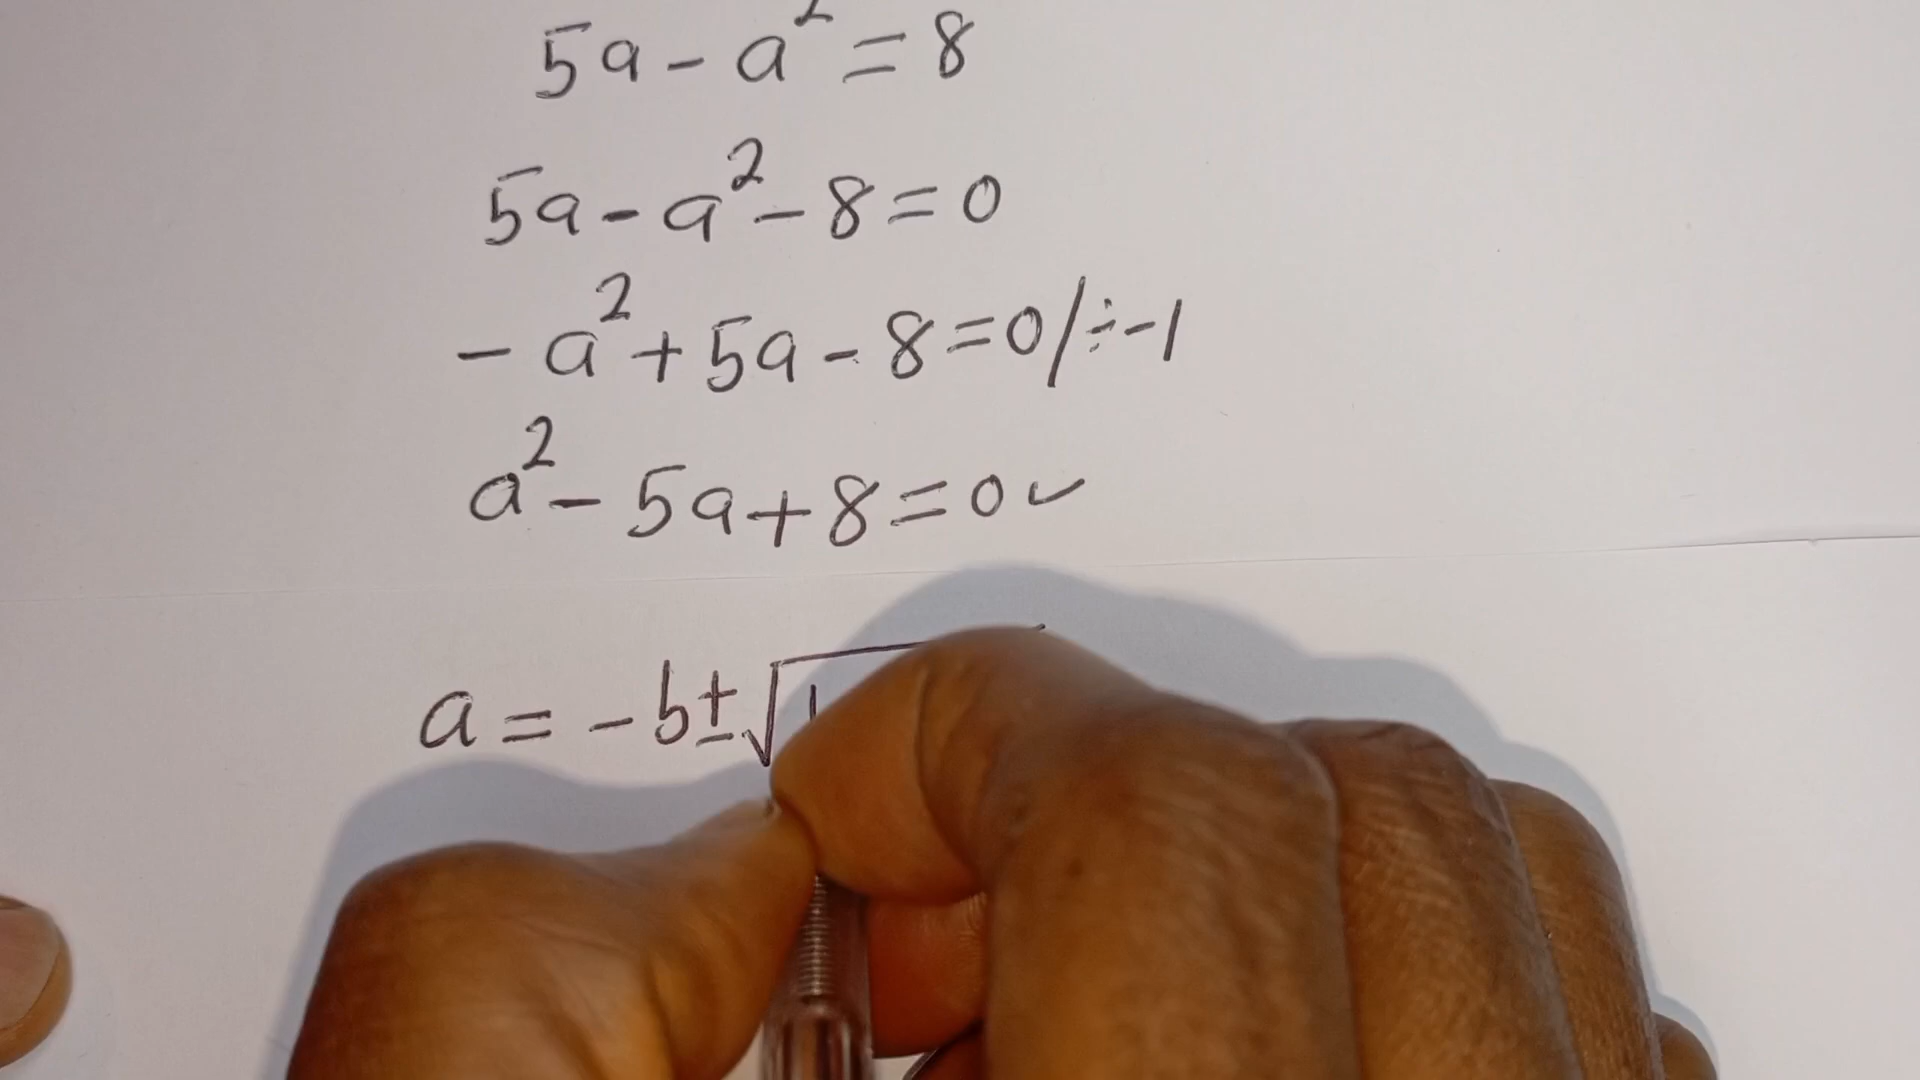 5a - a² = 8
5a - a² - 8 = 0
- a² + 5a - 8 = 0 / ÷ -1
a² - 5a + 8 = 0 ✓
a = - b ± √